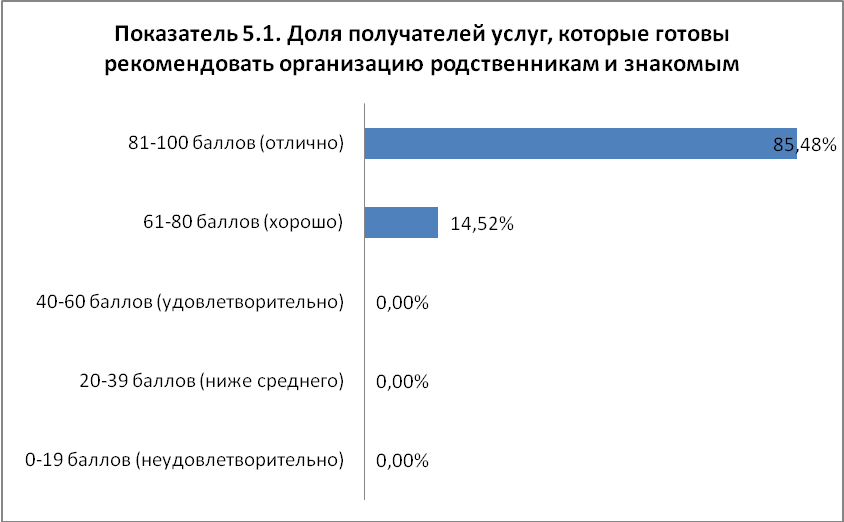 Показатель 5.1. Доля получателей услуг, которые готовы
рекомендовать организацию родственникам и знакомым
81-100 баллов (отлично) 85,48%
61-80 баллов (хорошо) 14,52%
40-60 баллов (удовлетворительно) 0,00%
20-39 баллов (ниже среднего) 0,00%
0-19 баллов (неудовлетворительно) 0,00%